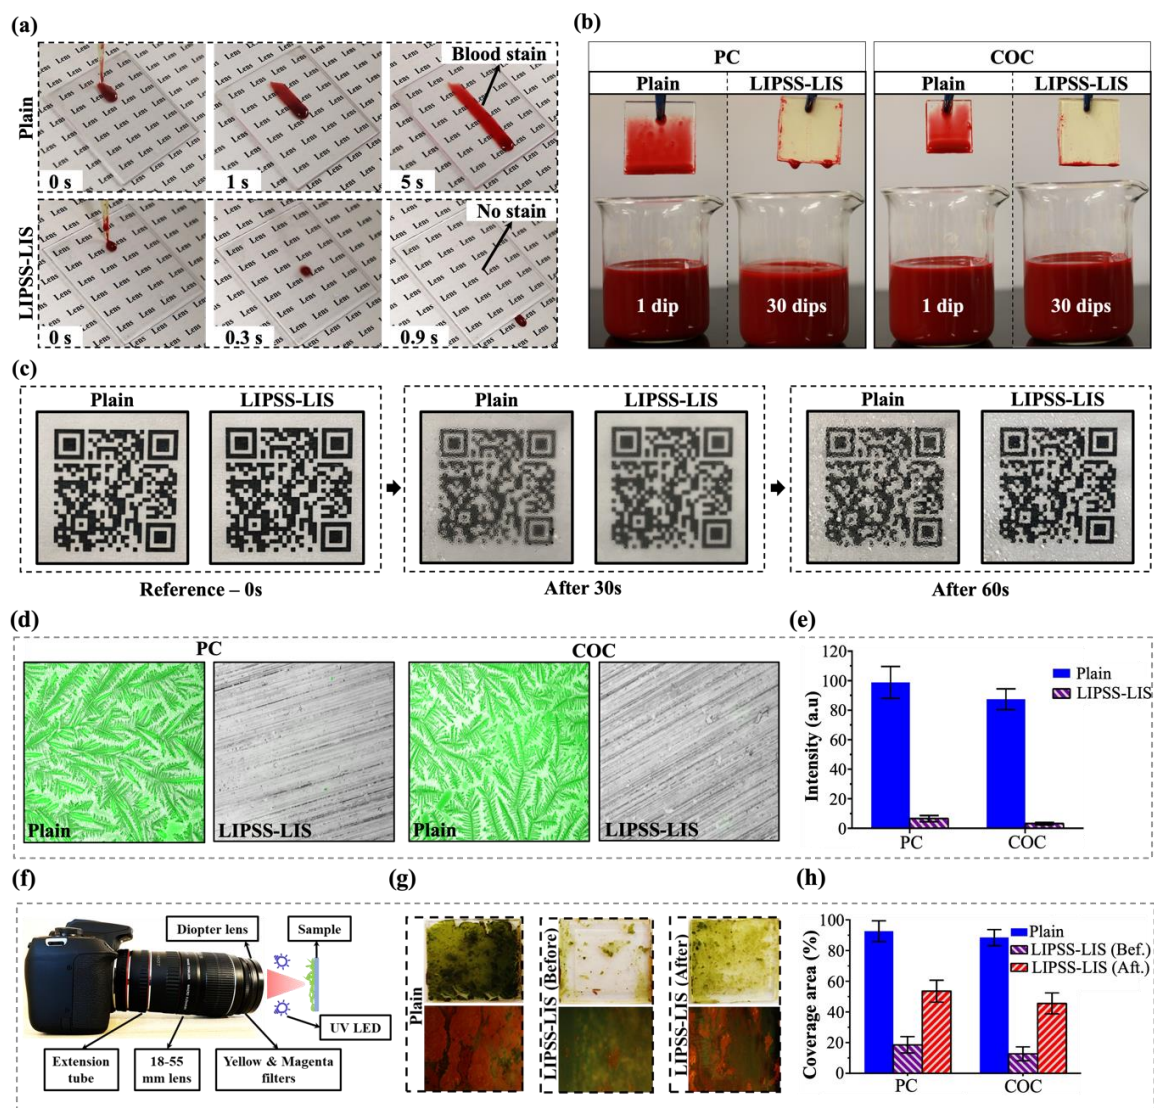 (a)
Plain
0 s
1 s
Blood stain
5 s
LIPSS-LIS
0 s
0.3 s
No stain
0.9 s
Lens
(b)
PC
COC
Plain
LIPSS-LIS
Plain
LIPSS-LIS
1 dip
30 dips
1 dip
30 dips
(c)
Plain
LIPSS-LIS
Plain
LIPSS-LIS
Plain
LIPSS-LIS
Reference – 0s
After 30s
After 60s
(d)
PC
COC
Plain
LIPSS-LIS
Plain
LIPSS-LIS
(e)
Intensity (a.u)
120
100
80
60
40
20
0
Plain
LIPSS-LIS
PC
COC
(f)
Diopter lens
Sample
UV LED
Extension
tube
18-55
mm lens
Yellow & Magenta
filters
(g)
Plain
LIPSS-LIS (Before)
LIPSS-LIS (After)
(h)
Coverage area (%)
100
80
60
40
20
0
Plain
LIPSS-LIS (Bef.)
LIPSS-LIS (Aft.)
PC
COC